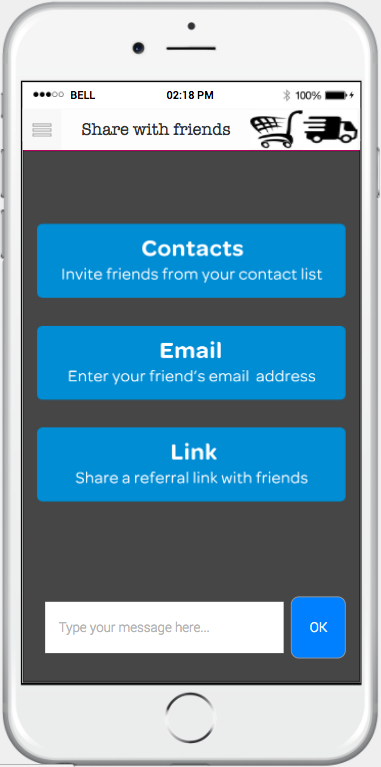 BELL 02:18 PM 100%
Share with friends
Contacts
Invite friends from your contact list
Email
Enter your friend's email address
Link
Share a referral link with friends
Type your message here...
OK